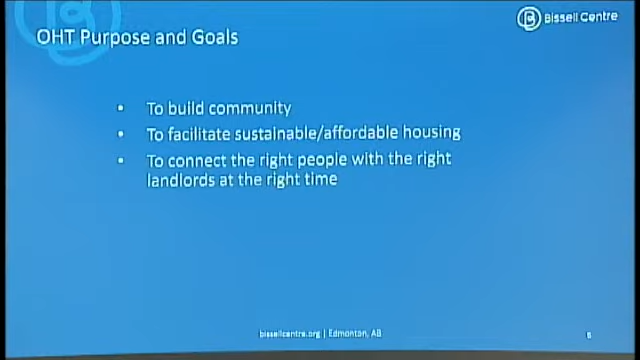 Bissell Centre
OHT Purpose and Goals
• To build community
• To facilitate sustainable/affordable housing
• To connect the right people with the right
landlords at the right time
bissellcentre.org | Edmonton, AB